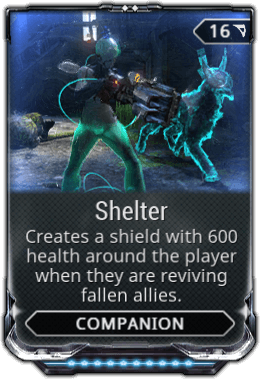 16
Shelter
Creates a shield with 600
health around the player
when they are reviving
fallen allies.
COMPANION